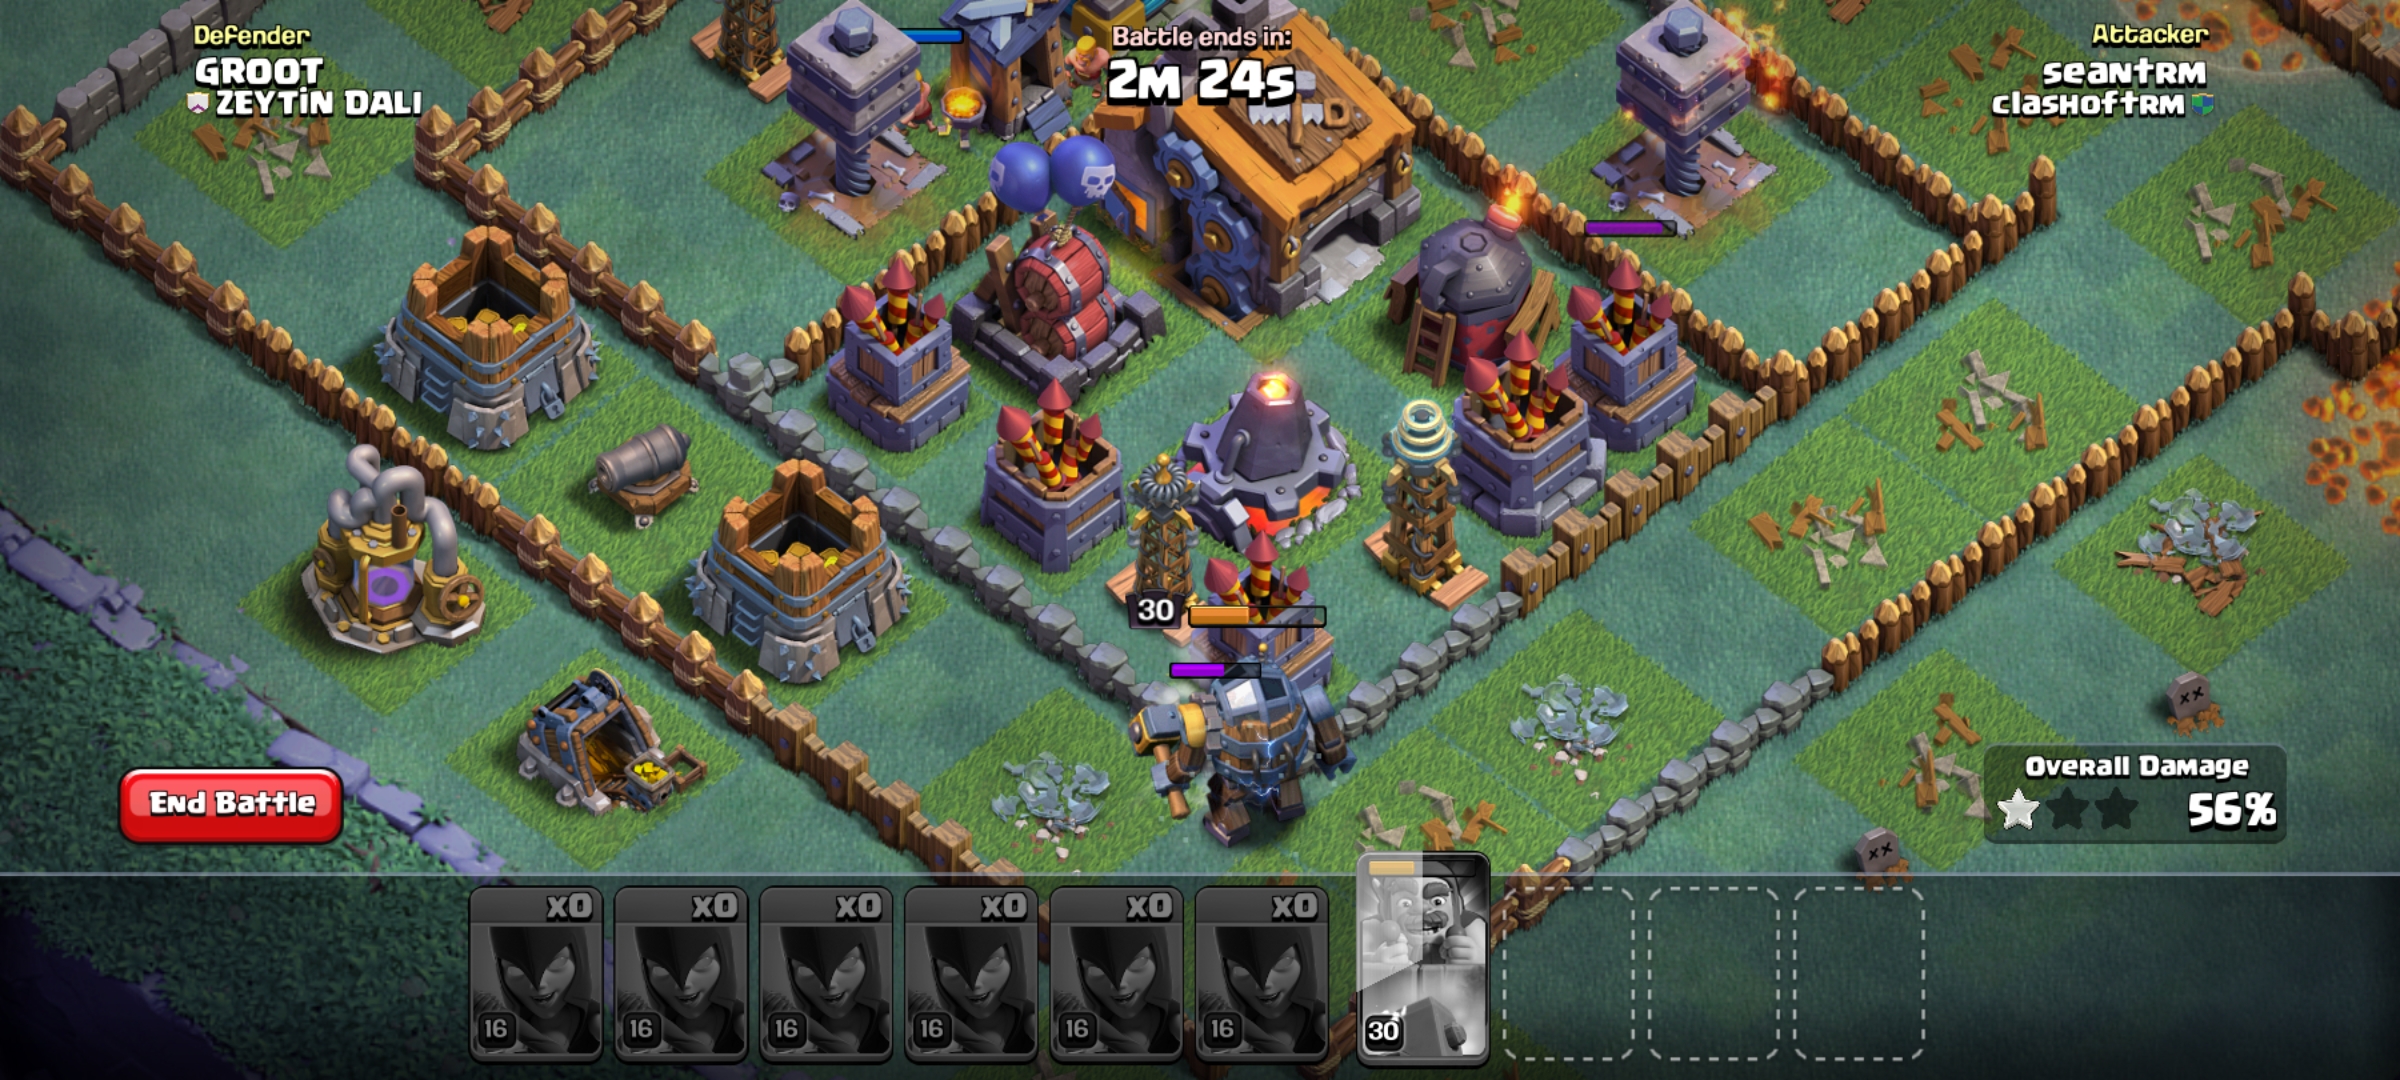 Defender
GROOT
ZEYTİN DALI
Battle ends in:
2M 24s
Attacker
seantRM
clashoftRM
30
End Battle
Overall Damage
56%
x0
x0
x0
x0
x0
x0
16
16
16
16
16
16
30